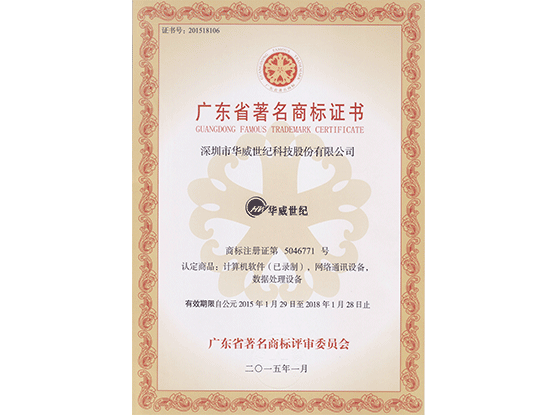 证书号：201518106
广东省著名商标证书
GUANGDONG FAMOUS TRADEMARK CERTIFICATE
深圳市华威世纪科技股份有限公司
HW 华威世纪
商标注册证第 5046771 号
认定商品：计算机软件（已录制），网络通讯设备，
数据处理设备
有效期限自公元 2015 年 1 月 29 日至 2018 年 1 月 28 日止
广东省著名商标评审委员会
二〇一五年一月